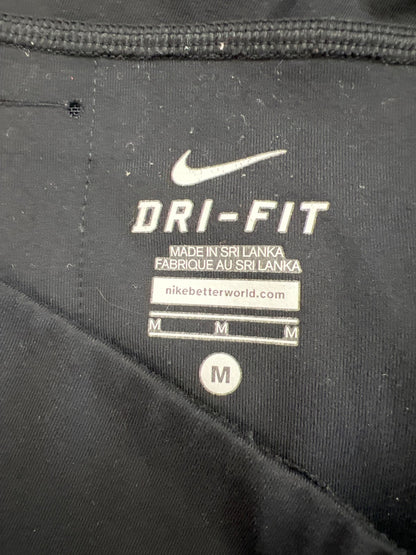 DRI-FIT
MADE IN SRI LANKA
FABRIQUE AU SRI LANKA
nikebetterworld.com
M M M
M